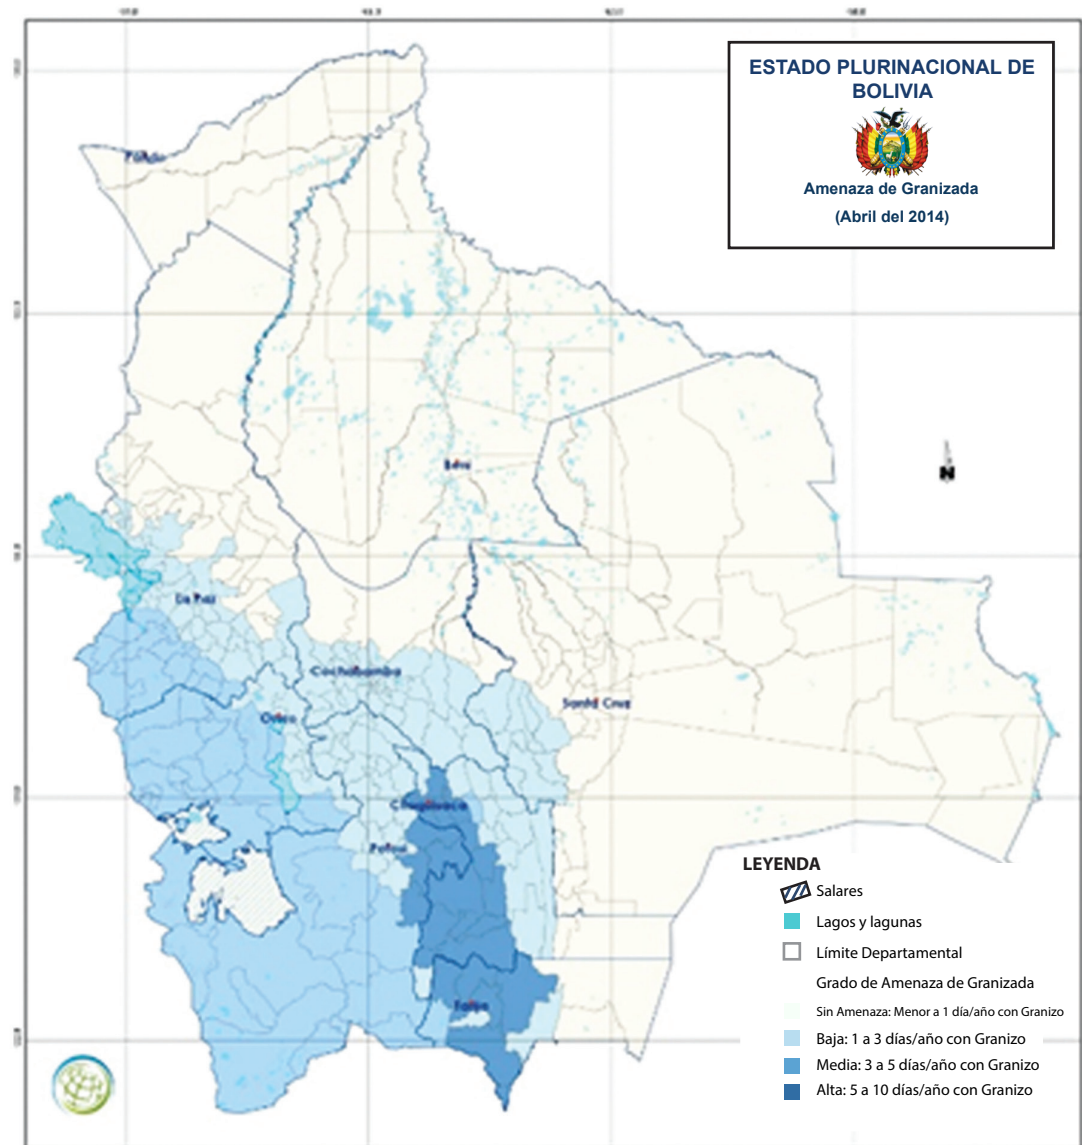 ESTADO PLURINACIONAL DE
BOLIVIA
Amenaza de Granizada
(Abril del 2014)
Pando
Beni
La Paz
Cochabamba
Santa Cruz
Oruro
Chuquisaca
Potosí
Tarija
N
LEYENDA
Salares
Lagos y lagunas
Límite Departamental
Grado de Amenaza de Granizada
Sin Amenaza: Menor a 1 día/año con Granizo
Baja: 1 a 3 días/año con Granizo
Media: 3 a 5 días/año con Granizo
Alta: 5 a 10 días/año con Granizo